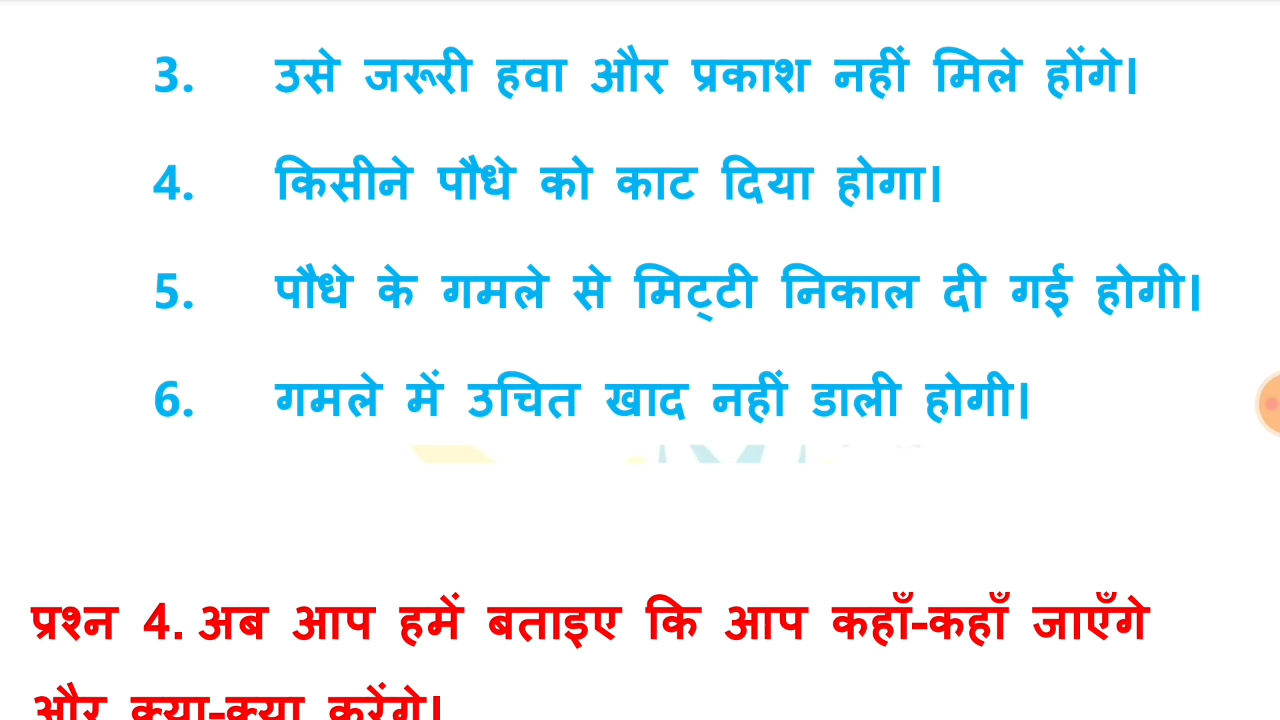 3. उसे जरूरी हवा और प्रकाश नहीं मिले होंगे।
4. किसीने पौधे को काट दिया होगा।
5. पौधे के गमले से मिट्टी निकाल दी गई होगी।
6. गमले में उचित खाद नहीं डाली होगी।
प्रश्न 4. अब आप हमें बताइए कि आप कहाँ-कहाँ जाएँगे
और क्या-क्या करेंगे।